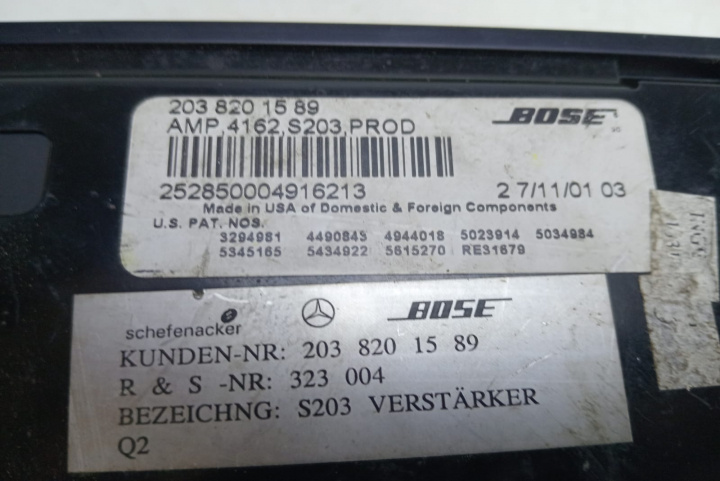 203 820 15 89
AMP,4162,S203,PROD
BOSE
252850004916213
2 7/11/01 03
Made in USA of Domestic & Foreign Components
U.S. PAT. NOS.
3294981 4490843 4944018 5023914 5034984
5345165 5434922 5615270 RE31679
schefenacker
BOSE
KUNDEN-NR: 203 820 15 89
R & S -NR: 323 004
BEZEICHNG: S203 VERSTÄRKER
Q2